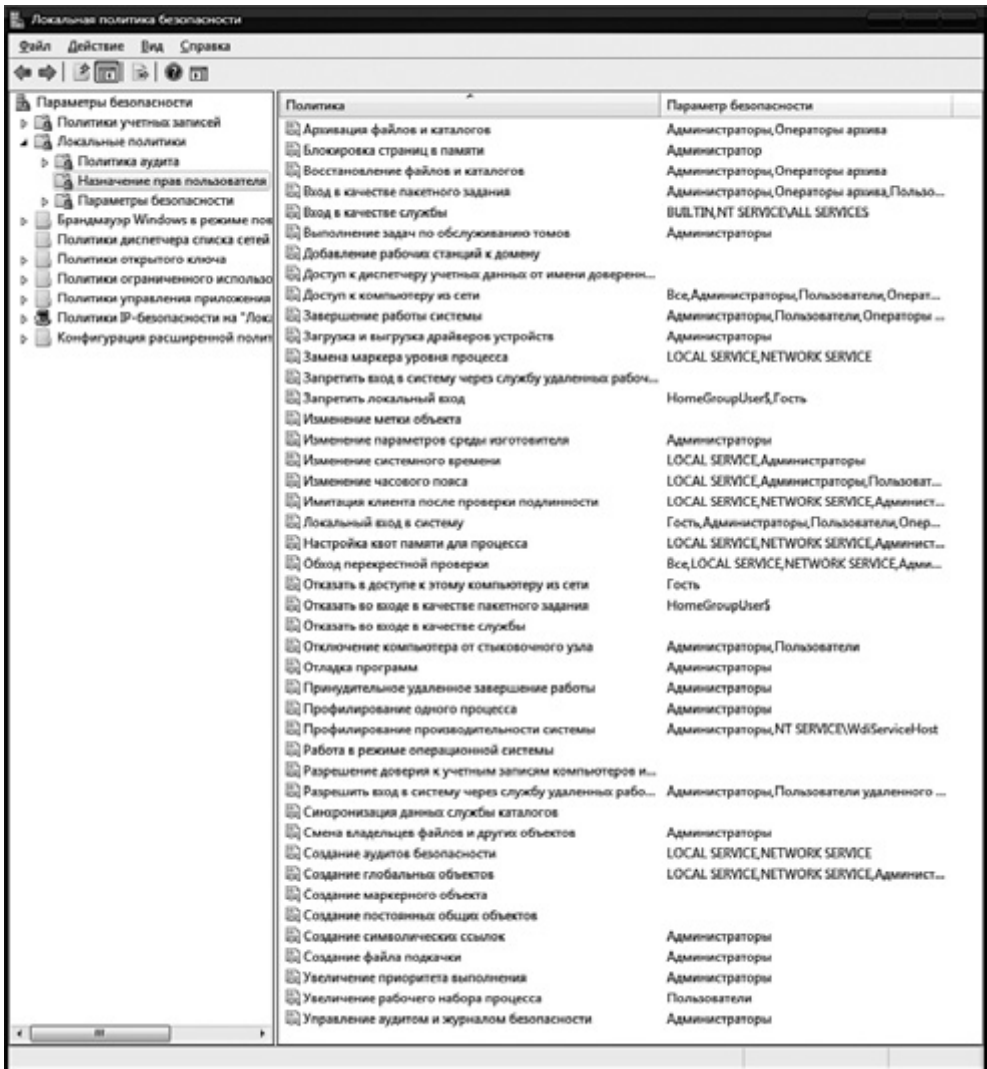 Локальная политика безопасности
Файл Действие Вид Справка
Параметры безопасности
Политики учетных записей
Локальные политики
Политика аудита
Назначение прав пользователя
Параметры безопасности
Брандмауэр Windows в режиме пов
Политики диспетчера списка сетей
Политики открытого ключа
Политики ограниченного использо
Политики управления приложения
Политики IP-безопасности на "Лока
Конфигурация расширенной полит
Политика Параметр безопасности
Архивация файлов и каталогов Администраторы,Операторы архива
Блокировка страниц в памяти Администратор
Восстановление файлов и каталогов Администраторы,Операторы архива
Вход в качестве пакетного задания Администраторы,Операторы архива,Пользо...
Вход в качестве службы BUILTIN,NT SERVICE\ALL SERVICES
Выполнение задач по обслуживанию томов Администраторы
Добавление рабочих станций к домену
Доступ к диспетчеру учетных данных от имени доверенн...
Доступ к компьютеру из сети Все,Администраторы,Пользователи,Операт...
Завершение работы системы Администраторы,Пользователи,Операторы ...
Загрузка и выгрузка драйверов устройств Администраторы
Замена маркера уровня процесса LOCAL SERVICE,NETWORK SERVICE
Запретить вход в систему через службу удаленных рабоч...
Запретить локальный вход HomeGroupUser$,Гость
Изменение метки объекта
Изменение параметров среды изготовителя Администраторы
Изменение системного времени LOCAL SERVICE,Администраторы
Изменение часового пояса LOCAL SERVICE,Администраторы,Пользоват...
Имитация клиента после проверки подлинности LOCAL SERVICE,NETWORK SERVICE,Админист...
Локальный вход в систему Гость,Администраторы,Пользователи,Опер...
Настройка квот памяти для процесса LOCAL SERVICE,NETWORK SERVICE,Админист...
Обход перекрестной проверки Все,LOCAL SERVICE,NETWORK SERVICE,Адми...
Отказать в доступе к этому компьютеру из сети Гость
Отказать во входе в качестве пакетного задания HomeGroupUser$
Отказать во входе в качестве службы
Отключение компьютера от стыковочного узла Администраторы,Пользователи
Отладка программ Администраторы
Принудительное удаленное завершение работы Администраторы
Профилирование одного процесса Администраторы
Профилирование производительности системы Администраторы,NT SERVICE\WdiServiceHost
Работа в режиме операционной системы
Разрешение доверия к учетным записям компьютеров и...
Разрешить вход в систему через службу удаленных рабо... Администраторы,Пользователи удаленного ...
Синхронизация данных службы каталогов
Смена владельцев файлов и других объектов Администраторы
Создание аудитов безопасности LOCAL SERVICE,NETWORK SERVICE
Создание глобальных объектов LOCAL SERVICE,NETWORK SERVICE,Админист...
Создание маркерного объекта
Создание постоянных общих объектов
Создание символических ссылок Администраторы
Создание файла подкачки Администраторы
Увеличение приоритета выполнения Администраторы
Увеличение рабочего набора процесса Пользователи
Управление аудитом и журналом безопасности Администраторы